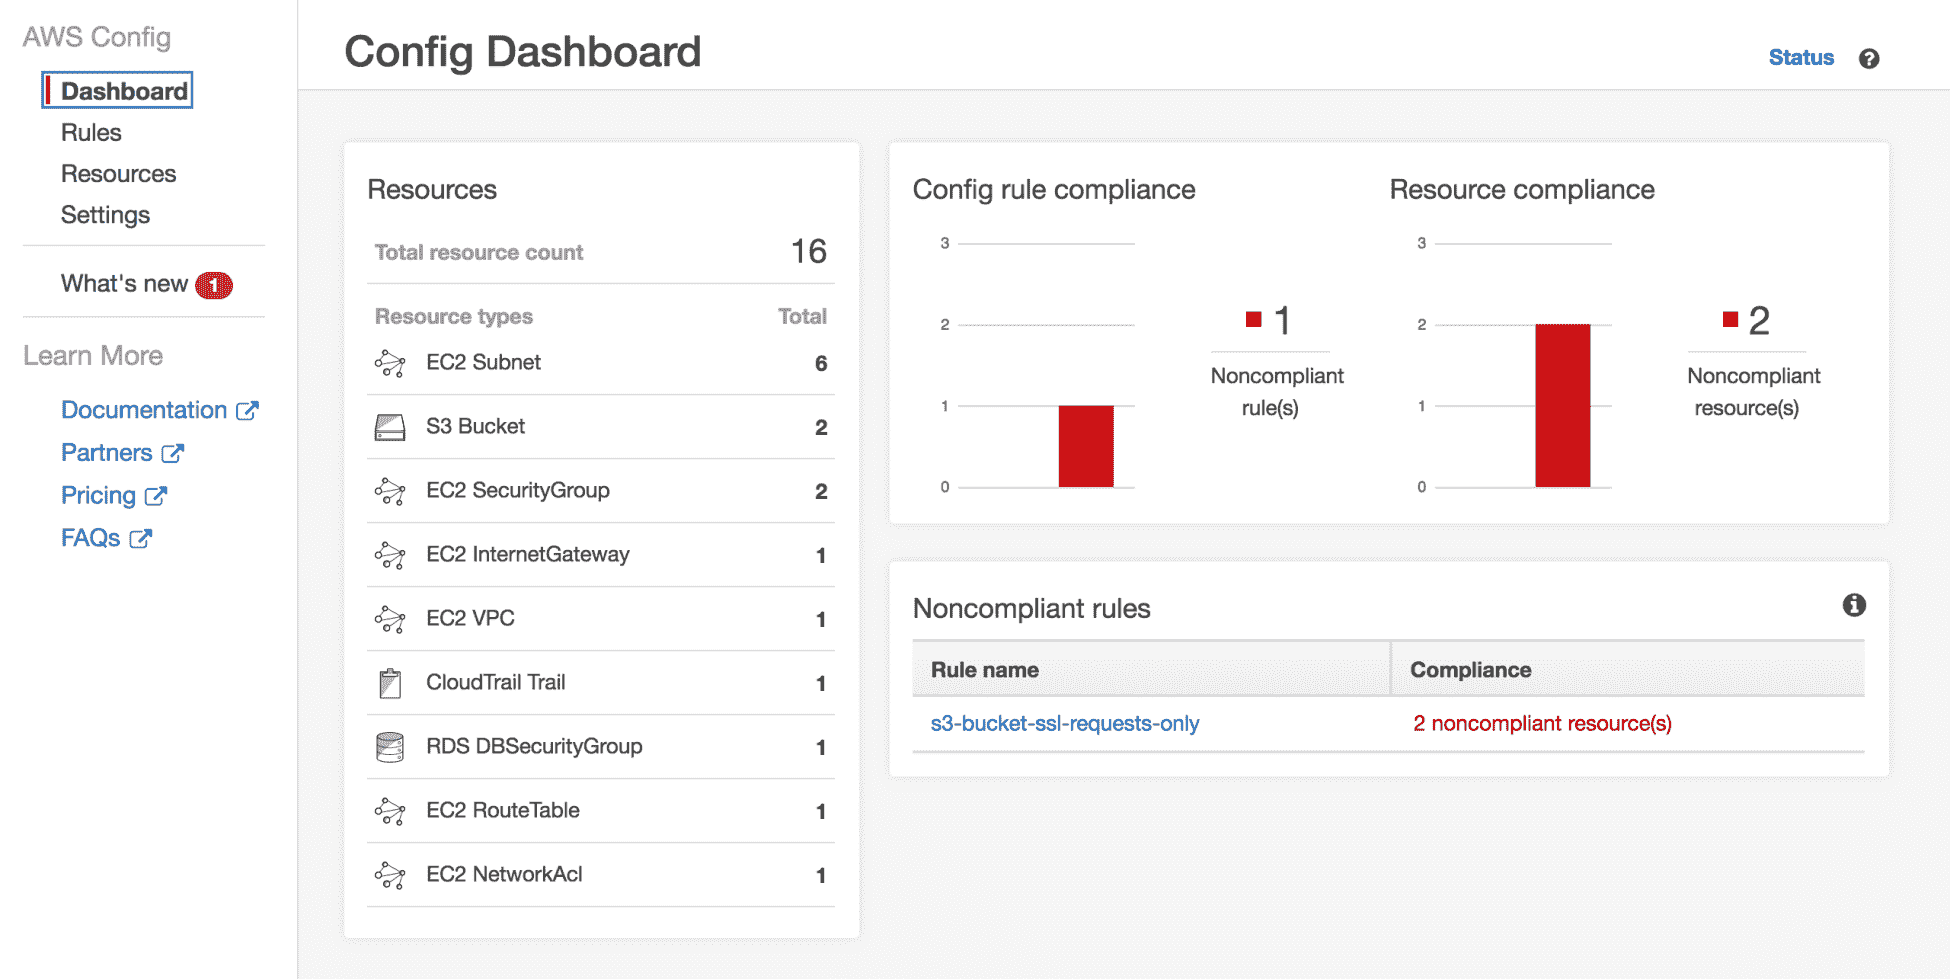 AWS Config
Dashboard
Rules
Resources
Settings
What's new 1
Learn More
Documentation
Partners
Pricing
FAQs
Config Dashboard
Status ?
Resources
Total resource count 16
Resource types Total
EC2 Subnet 6
S3 Bucket 2
EC2 SecurityGroup 2
EC2 InternetGateway 1
EC2 VPC 1
CloudTrail Trail 1
RDS DBSecurityGroup 1
EC2 RouteTable 1
EC2 NetworkAcl 1
Config rule compliance
3
2
1
0
1
Noncompliant
rule(s)
Resource compliance
3
2
1
0
2
Noncompliant
resource(s)
Noncompliant rules
Rule name Compliance
s3-bucket-ssl-requests-only 2 noncompliant resource(s)